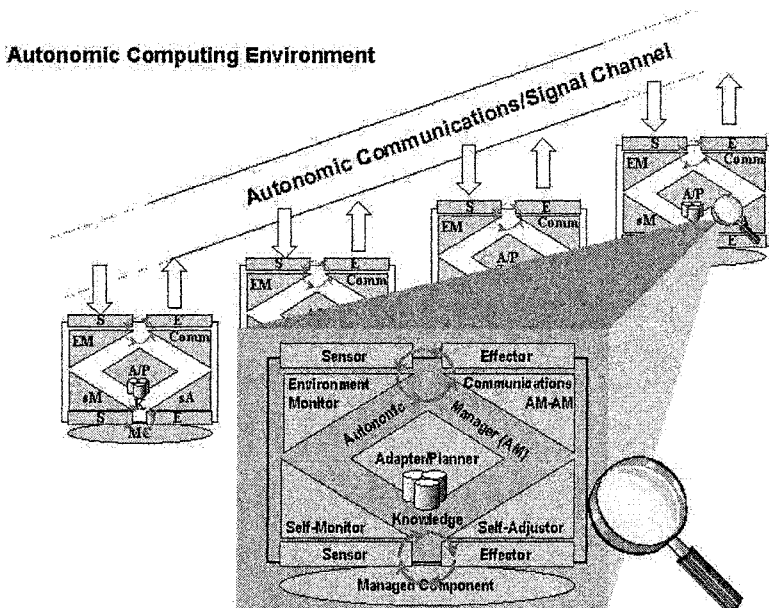 Autonomic Computing Environment
Autonomic Communications/Signal Channel
S E
EM Comm
A/P
sM
E
S E
EM Comm
A/P
S E
EM Comm
S E
EM Comm
A/P
sM sA
S E
MC
Sensor Effector
Environment Monitor
Communications AM-AM
Autonomic Manager (AM)
Adapter/Planner
Knowledge
Self-Monitor Self-Adjustor
Sensor Effector
Managed Component